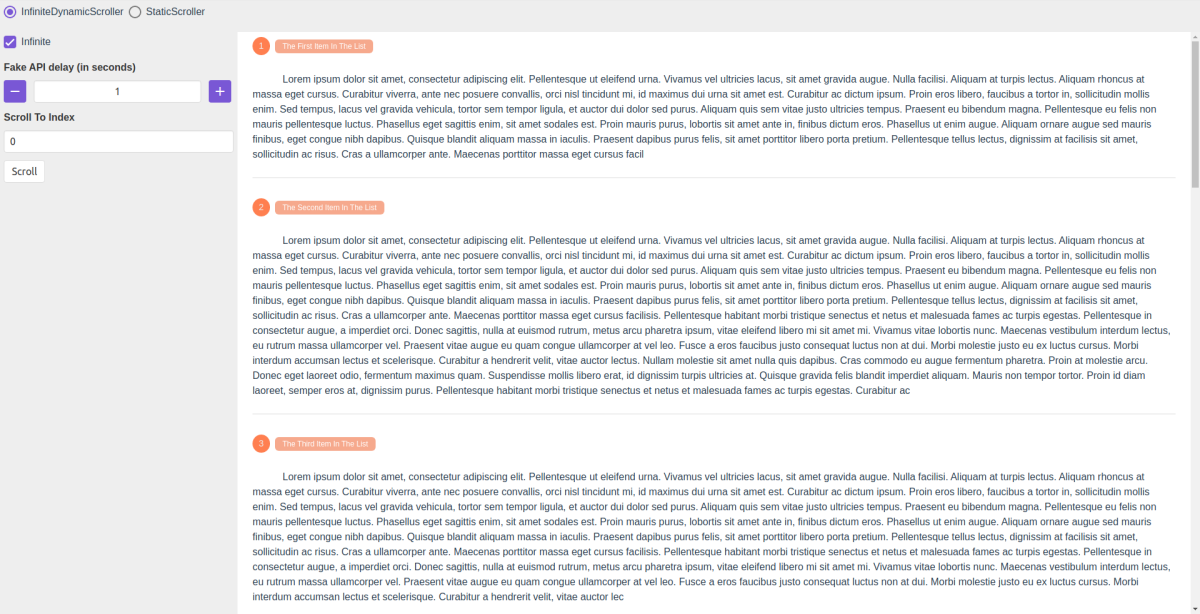 InfiniteDynamicScroller StaticScroller
Infinite
Fake API delay (in seconds)
− 1 +
Scroll To Index
0
Scroll
1 The First Item In The List
Lorem ipsum dolor sit amet, consectetur adipiscing elit. Pellentesque ut eleifend urna. Vivamus vel ultricies lacus, sit amet gravida augue. Nulla facilisi. Aliquam at turpis lectus. Aliquam rhoncus at
massa eget cursus. Curabitur viverra, ante nec posuere convallis, orci nisl tincidunt mi, id maximus dui urna sit amet est. Curabitur ac dictum ipsum. Proin eros libero, faucibus a tortor in, sollicitudin mollis
enim. Sed tempus, lacus vel gravida vehicula, tortor sem tempor ligula, et auctor dui dolor sed purus. Aliquam quis sem vitae justo ultricies tempus. Praesent eu bibendum magna. Pellentesque eu felis non
mauris pellentesque luctus. Phasellus eget sagittis enim, sit amet sodales est. Proin mauris purus, lobortis sit amet ante in, finibus dictum eros. Phasellus ut enim augue. Aliquam ornare augue sed mauris
finibus, eget congue nibh dapibus. Quisque blandit aliquam massa in iaculis. Praesent dapibus purus felis, sit amet porttitor libero porta pretium. Pellentesque tellus lectus, dignissim at facilisis sit amet,
sollicitudin ac risus. Cras a ullamcorper ante. Maecenas porttitor massa eget cursus facil
2 The Second Item In The List
Lorem ipsum dolor sit amet, consectetur adipiscing elit. Pellentesque ut eleifend urna. Vivamus vel ultricies lacus, sit amet gravida augue. Nulla facilisi. Aliquam at turpis lectus. Aliquam rhoncus at
massa eget cursus. Curabitur viverra, ante nec posuere convallis, orci nisl tincidunt mi, id maximus dui urna sit amet est. Curabitur ac dictum ipsum. Proin eros libero, faucibus a tortor in, sollicitudin mollis
enim. Sed tempus, lacus vel gravida vehicula, tortor sem tempor ligula, et auctor dui dolor sed purus. Aliquam quis sem vitae justo ultricies tempus. Praesent eu bibendum magna. Pellentesque eu felis non
mauris pellentesque luctus. Phasellus eget sagittis enim, sit amet sodales est. Proin mauris purus, lobortis sit amet ante in, finibus dictum eros. Phasellus ut enim augue. Aliquam ornare augue sed mauris
finibus, eget congue nibh dapibus. Quisque blandit aliquam massa in iaculis. Praesent dapibus purus felis, sit amet porttitor libero porta pretium. Pellentesque tellus lectus, dignissim at facilisis sit amet,
sollicitudin ac risus. Cras a ullamcorper ante. Maecenas porttitor massa eget cursus facilisis. Pellentesque habitant morbi tristique senectus et netus et malesuada fames ac turpis egestas. Pellentesque in
consectetur augue, a imperdiet orci. Donec sagittis, nulla at euismod rutrum, metus arcu pharetra ipsum, vitae eleifend libero mi sit amet mi. Vivamus vitae lobortis nunc. Maecenas vestibulum interdum lectus,
eu rutrum massa ullamcorper vel. Praesent vitae augue eu quam congue ullamcorper at vel leo. Fusce a eros faucibus justo consequat luctus non at dui. Morbi molestie justo eu ex luctus cursus. Morbi
interdum accumsan lectus et scelerisque. Curabitur a hendrerit velit, vitae auctor lectus. Nullam molestie sit amet nulla quis dapibus. Cras commodo eu augue fermentum pharetra. Proin at molestie arcu.
Donec eget laoreet odio, fermentum maximus quam. Suspendisse mollis libero erat, id dignissim turpis ultricies at. Quisque gravida felis blandit imperdiet aliquam. Mauris non tempor tortor. Proin id diam
laoreet, semper eros at, dignissim purus. Pellentesque habitant morbi tristique senectus et netus et malesuada fames ac turpis egestas. Curabitur ac
3 The Third Item In The List
Lorem ipsum dolor sit amet, consectetur adipiscing elit. Pellentesque ut eleifend urna. Vivamus vel ultricies lacus, sit amet gravida augue. Nulla facilisi. Aliquam at turpis lectus. Aliquam rhoncus at
massa eget cursus. Curabitur viverra, ante nec posuere convallis, orci nisl tincidunt mi, id maximus dui urna sit amet est. Curabitur ac dictum ipsum. Proin eros libero, faucibus a tortor in, sollicitudin mollis
enim. Sed tempus, lacus vel gravida vehicula, tortor sem tempor ligula, et auctor dui dolor sed purus. Aliquam quis sem vitae justo ultricies tempus. Praesent eu bibendum magna. Pellentesque eu felis non
mauris pellentesque luctus. Phasellus eget sagittis enim, sit amet sodales est. Proin mauris purus, lobortis sit amet ante in, finibus dictum eros. Phasellus ut enim augue. Aliquam ornare augue sed mauris
finibus, eget congue nibh dapibus. Quisque blandit aliquam massa in iaculis. Praesent dapibus purus felis, sit amet porttitor libero porta pretium. Pellentesque tellus lectus, dignissim at facilisis sit amet,
sollicitudin ac risus. Cras a ullamcorper ante. Maecenas porttitor massa eget cursus facilisis. Pellentesque habitant morbi tristique senectus et netus et malesuada fames ac turpis egestas. Pellentesque in
consectetur augue, a imperdiet orci. Donec sagittis, nulla at euismod rutrum, metus arcu pharetra ipsum, vitae eleifend libero mi sit amet mi. Vivamus vitae lobortis nunc. Maecenas vestibulum interdum lectus,
eu rutrum massa ullamcorper vel. Praesent vitae augue eu quam congue ullamcorper at vel leo. Fusce a eros faucibus justo consequat luctus non at dui. Morbi molestie justo eu ex luctus cursus. Morbi
interdum accumsan lectus et scelerisque. Curabitur a hendrerit velit, vitae auctor lec